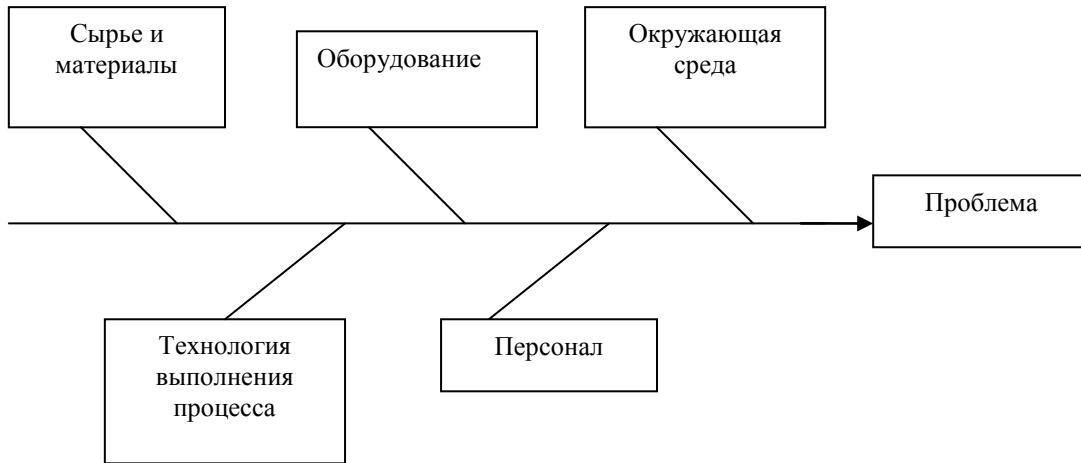 Сырье и
материалы
Оборудование
Окружающая
среда
Проблема
Технология
выполнения
процесса
Персонал